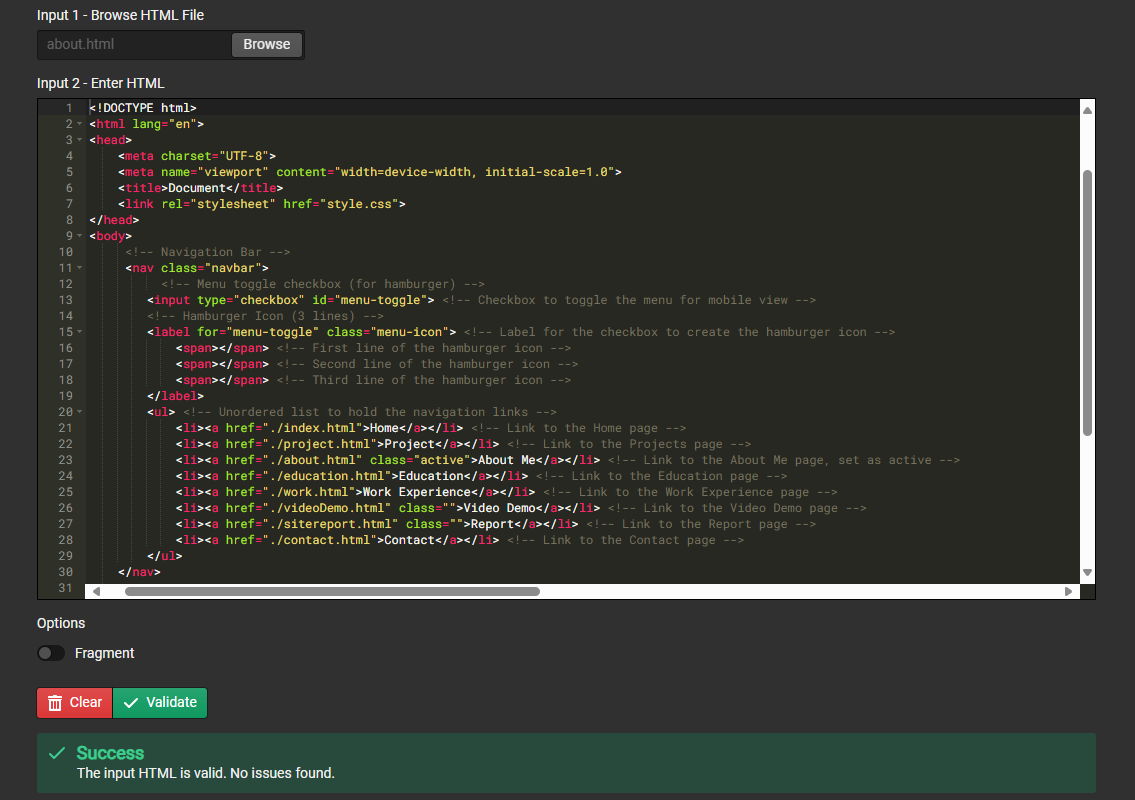 Input 1 - Browse HTML File
about.html Browse
Input 2 - Enter HTML
1 <!DOCTYPE html>
2 <html lang="en">
3 <head>
4     <meta charset="UTF-8">
5     <meta name="viewport" content="width=device-width, initial-scale=1.0">
6     <title>Document</title>
7     <link rel="stylesheet" href="style.css">
8 </head>
9 <body>
10      <!-- Navigation Bar -->
11      <nav class="navbar">
12           <!-- Menu toggle checkbox (for hamburger) -->
13         <input type="checkbox" id="menu-toggle"> <!-- Checkbox to toggle the menu for mobile view -->
14         <!-- Hamburger Icon (3 lines) -->
15         <label for="menu-toggle" class="menu-icon"> <!-- Label for the checkbox to create the hamburger icon -->
16             <span></span> <!-- First line of the hamburger icon -->
17             <span></span> <!-- Second line of the hamburger icon -->
18             <span></span> <!-- Third line of the hamburger icon -->
19         </label>
20         <ul> <!-- Unordered list to hold the navigation links -->
21             <li><a href="./index.html">Home</a></li> <!-- Link to the Home page -->
22             <li><a href="./project.html">Project</a></li> <!-- Link to the Projects page -->
23             <li><a href="./about.html" class="active">About Me</a></li> <!-- Link to the About Me page, set as active -->
24             <li><a href="./education.html">Education</a></li> <!-- Link to the Education page -->
25             <li><a href="./work.html">Work Experience</a></li> <!-- Link to the Work Experience page -->
26             <li><a href="./videoDemo.html" class="">Video Demo</a></li> <!-- Link to the Video Demo page -->
27             <li><a href="./sitereport.html" class="">Report</a></li> <!-- Link to the Report page -->
28             <li><a href="./contact.html">Contact</a></li> <!-- Link to the Contact page -->
29         </ul>
30     </nav>
31
Options
Fragment
Clear Validate
Success
The input HTML is valid. No issues found.